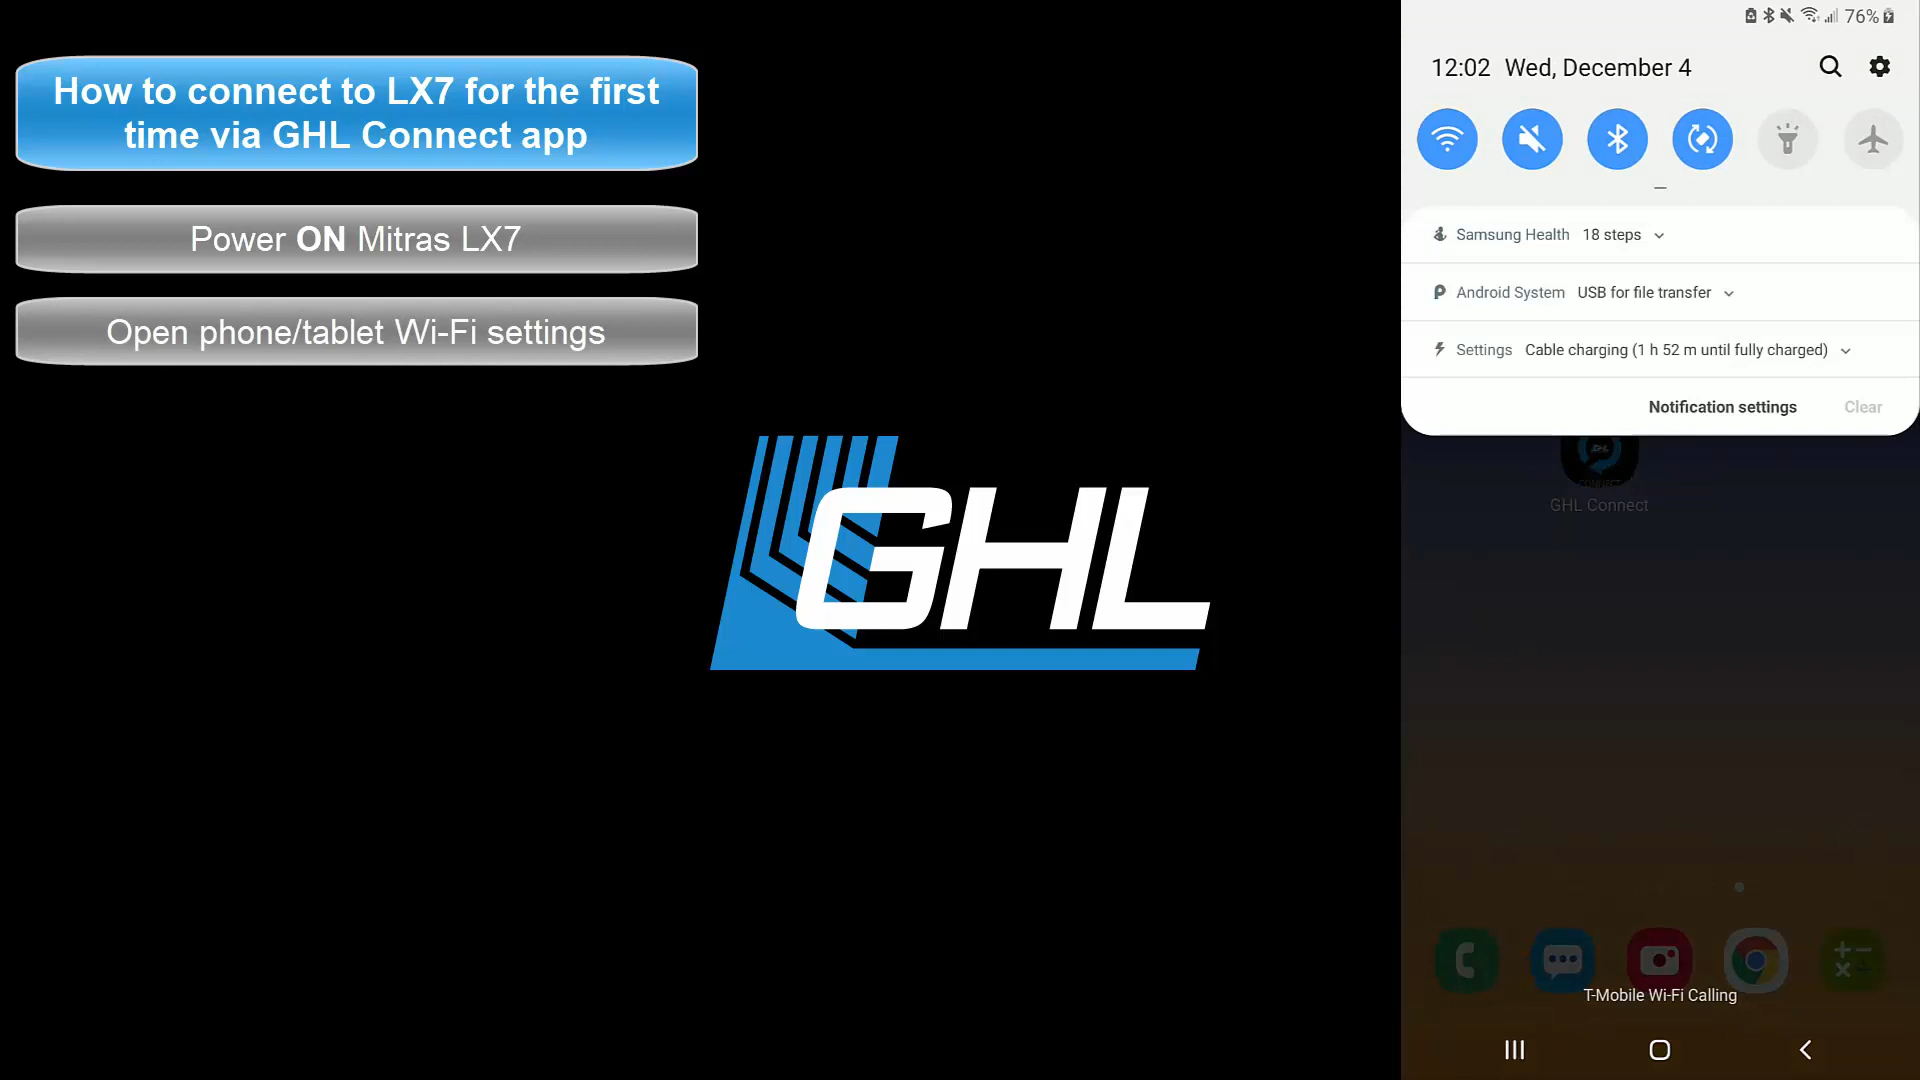 How to connect to LX7 for the first
time via GHL Connect app
Power ON Mitras LX7
Open phone/tablet Wi-Fi settings
GHL
76%
12:02 Wed, December 4
Samsung Health 18 steps
Android System USB for file transfer
Settings Cable charging (1 h 52 m until fully charged)
Notification settings Clear
GHL
CONNECT
GHL Connect
T-Mobile Wi-Fi Calling